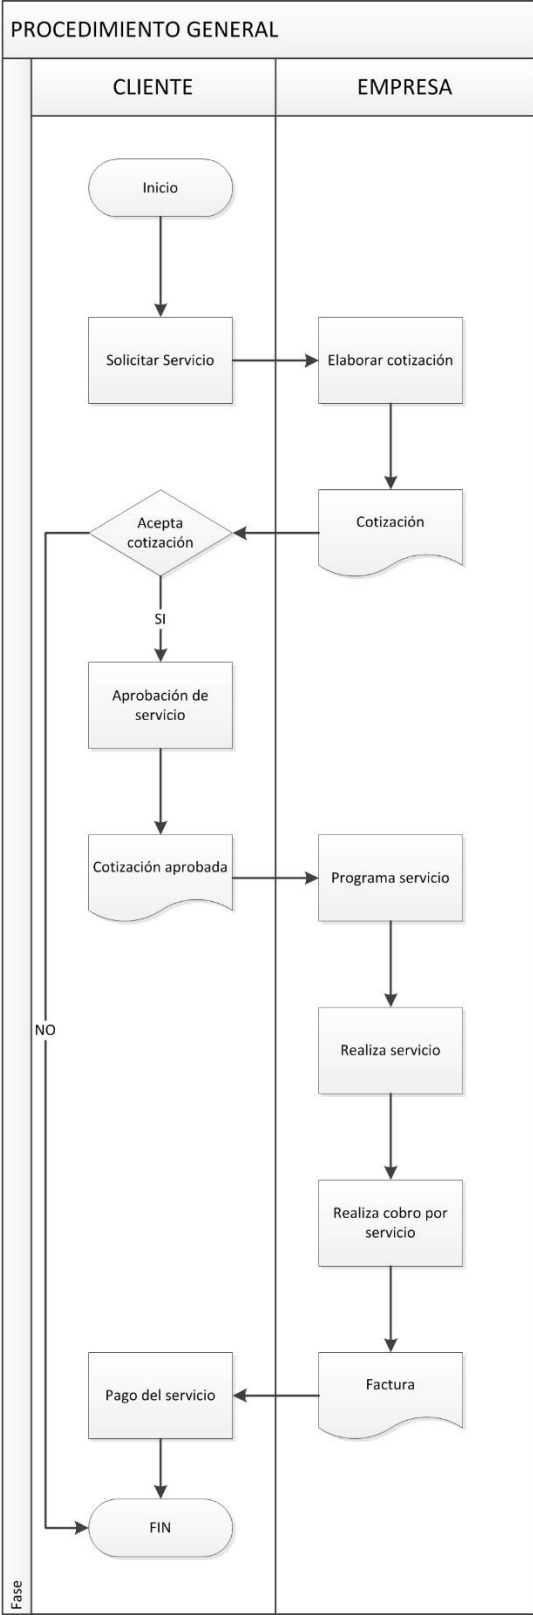 PROCEDIMIENTO GENERAL
CLIENTE
EMPRESA
Inicio
Solicitar Servicio
Elaborar cotización
Acepta
cotización
Cotización
SI
Aprobación de
servicio
Cotización aprobada
Programa servicio
NO
Realiza servicio
Realiza cobro por
servicio
Pago del servicio
Factura
FIN
Fase